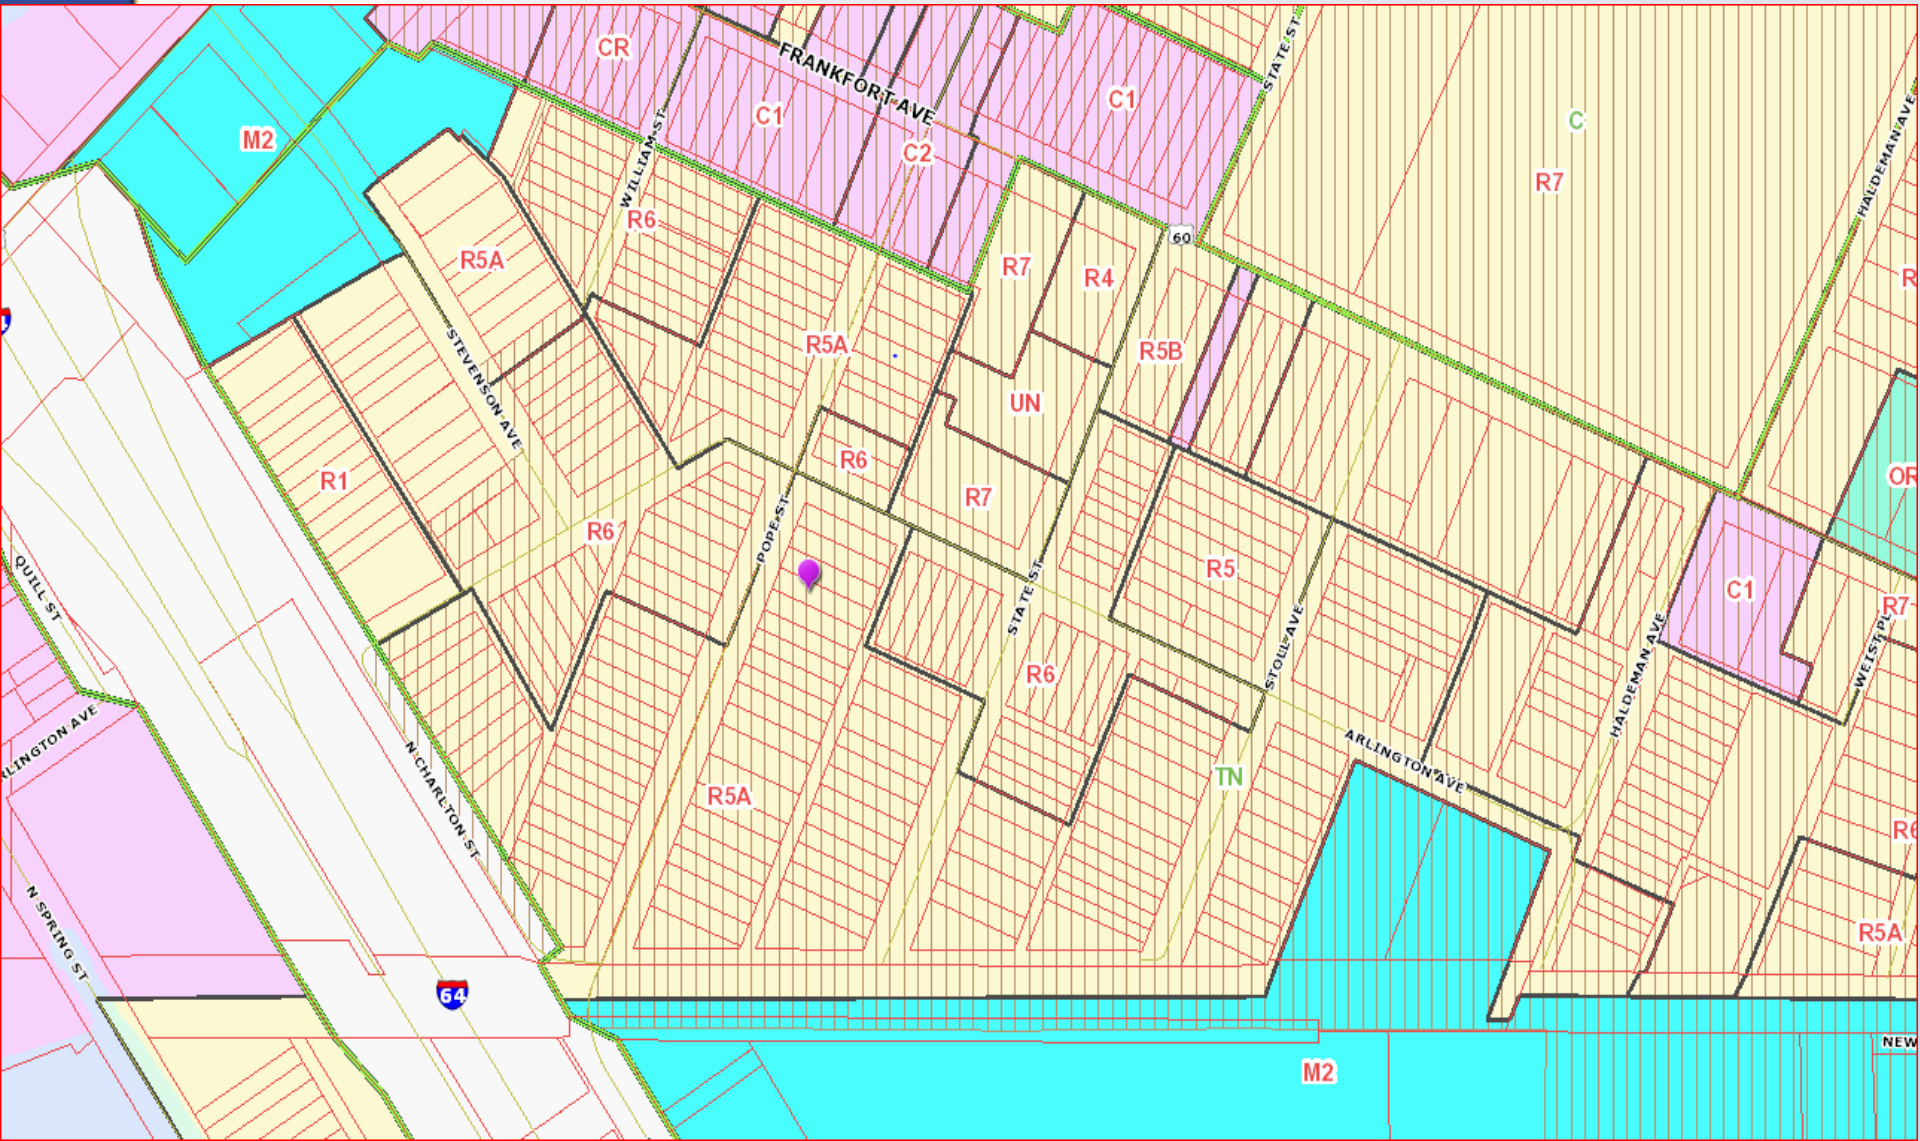 CR
STATE ST
FRANKFORT AVE
C1
C1
C
M2
C2
HALDEMAN AVE
WILLIAM ST
R7
R6
60
R5A
R7
R4
R
R5A
R5B
STEVENSON AVE
UN
R6
R1
R7
OR
POPE ST
R6
R5
QUILL ST
STATE ST
C1
R7
STOLL AVE
WEIST PL
HALDEMAN AVE
R6
RLINGTON AVE
ARLINGTON AVE
TN
N CHARLTON ST
R5A
R6
N SPRING ST
R5A
64
NEW
M2